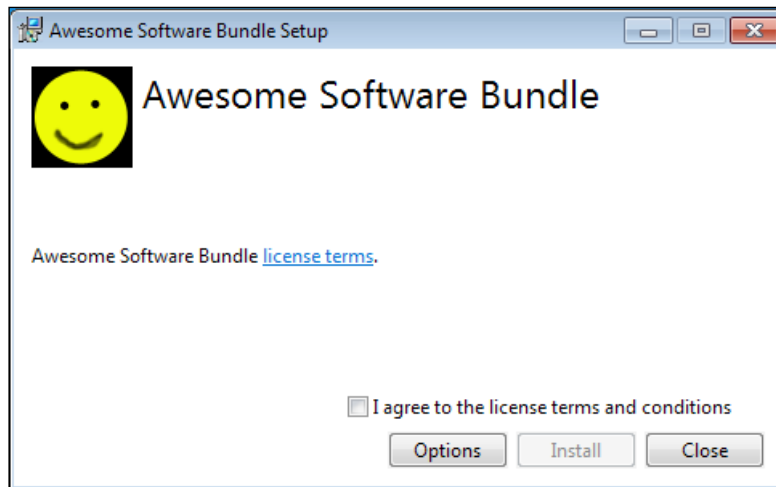 Awesome Software Bundle Setup
Awesome Software Bundle
Awesome Software Bundle license terms.
I agree to the license terms and conditions
Options Install Close